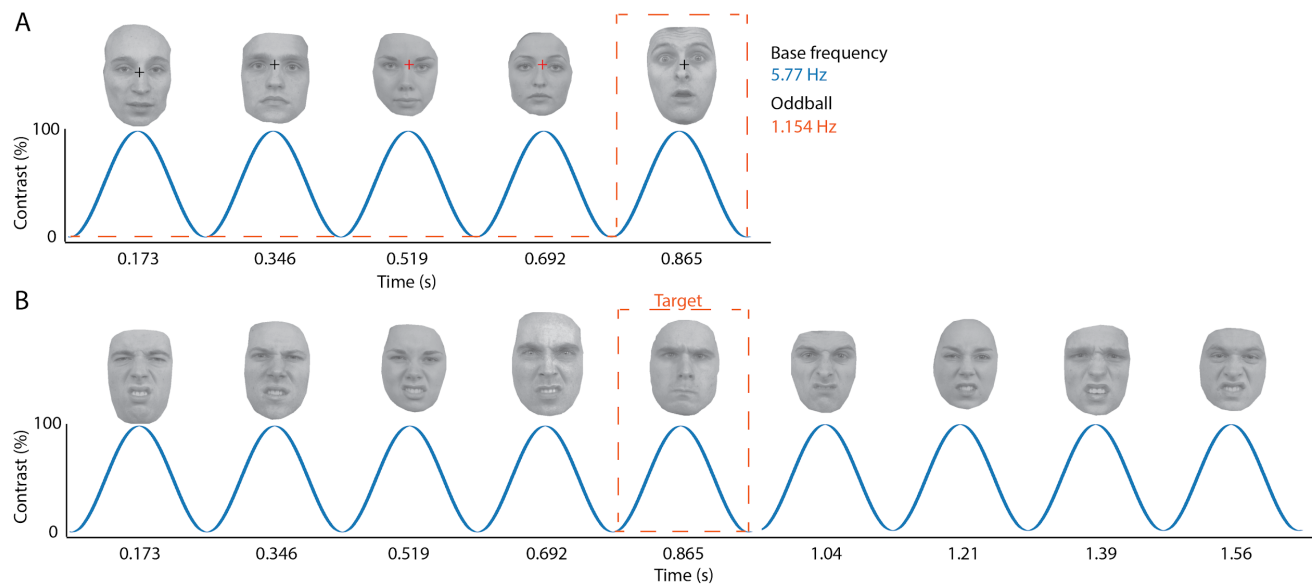 A
Base frequency
5.77 Hz
Oddball
1.154 Hz
100
Contrast (%)
0
0.173 0.346 0.519 0.692 0.865
Time (s)
B
Target
100
Contrast (%)
0
0.173 0.346 0.519 0.692 0.865 1.04 1.21 1.39 1.56
Time (s)